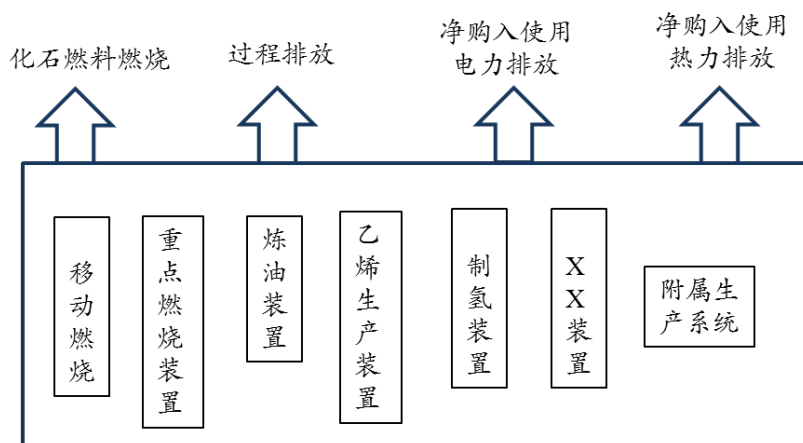 化石燃料燃烧
过程排放
净购入使用
电力排放
净购入使用
热力排放
移动燃烧
重点燃烧装置
炼油装置
乙烯生产装置
制氢装置
XX装置
附属生
产系统